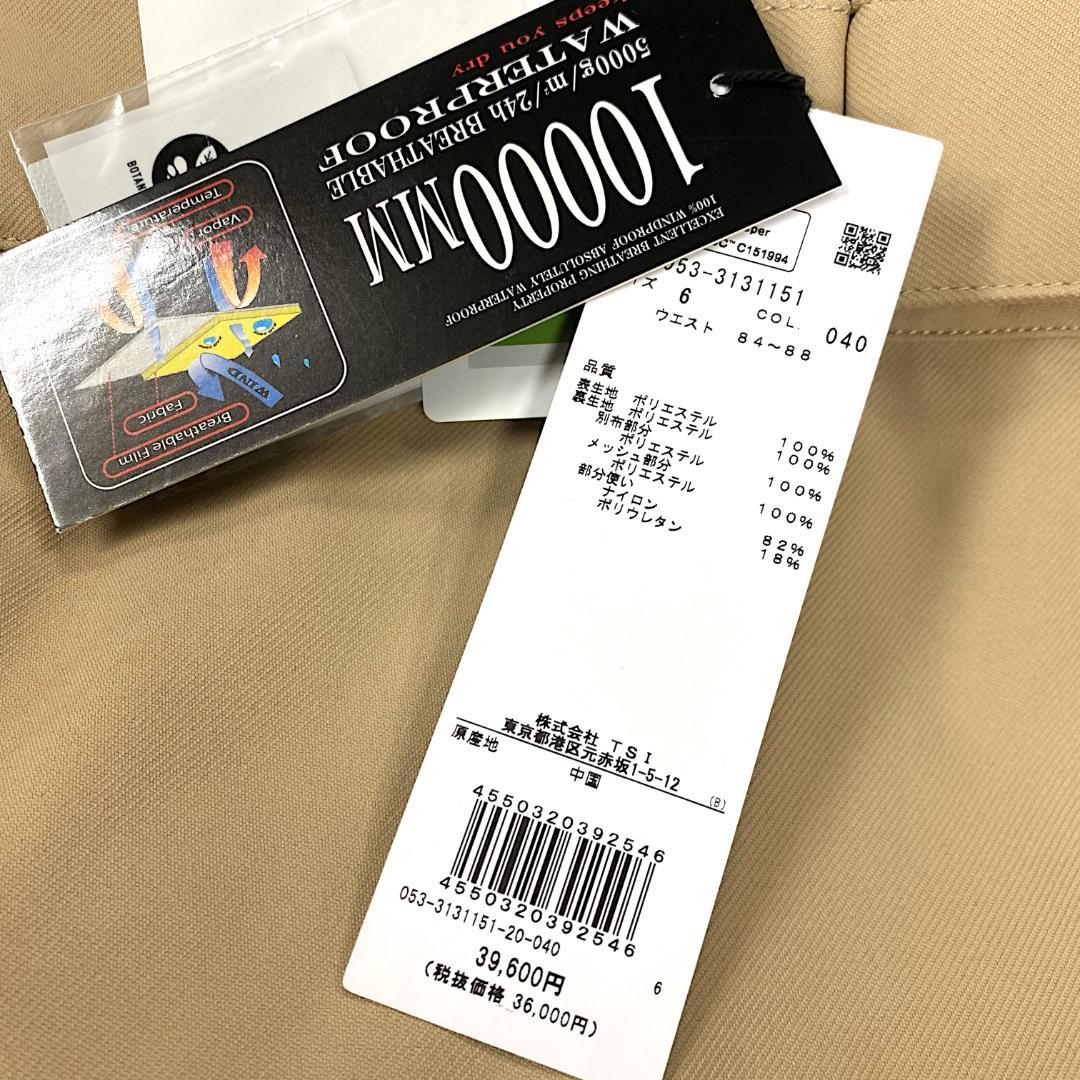 keeps you dry
WATERPROOF
5000g/m²/24h BREATHABLE
10000MM
EXCELLENT BREATHING PROPERTY
100% WINDPROOF ABSOLUTELY WATERPROOF
Temperature
Vapor
WIND
Fabric
Breathable Film
BOTAN
C151994
053-3131151
6
COL.
040
ウエスト 84～88
品質
表生地 ポリエステル 100%
裏生地 ポリエステル 100%
別布部分
ポリエステル 100%
メッシュ部分
ポリエステル 100%
部分使い
ナイロン 82%
ポリウレタン 18%
株式会社 TSI
東京都港区元赤坂1-5-12
原産地
中国
(B)
4550320392546
4550320392546
053-3131151-20-040
39,600円
6
(税抜価格 36,000円)